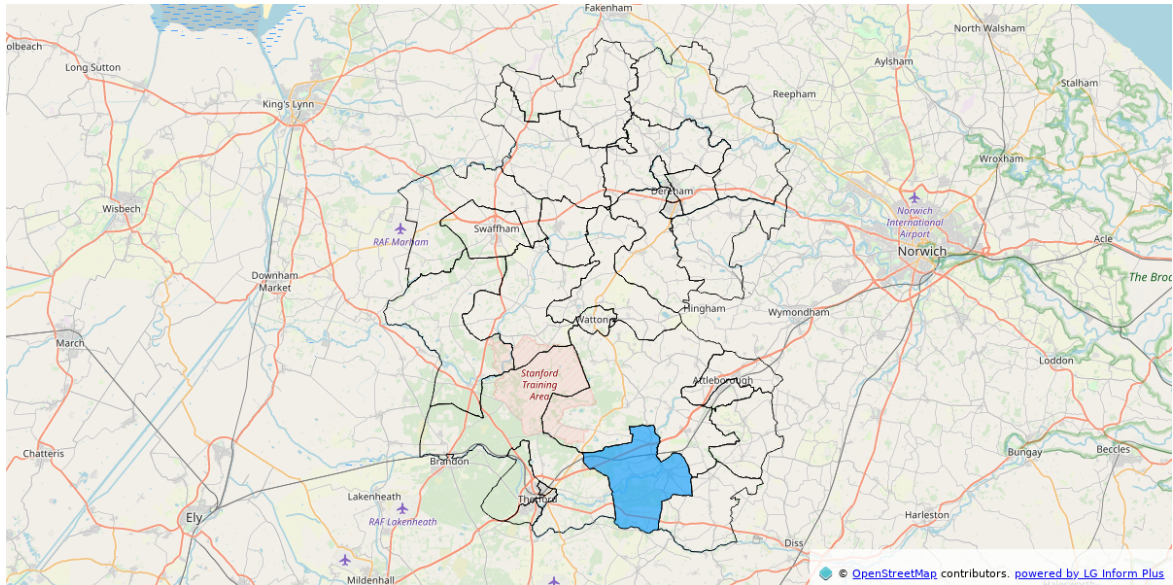 Fakenham
North Walsham
olbeach
Long Sutton
Aylsham
Stalham
Reepham
King's Lynn
Wroxham
Dereham
Wisbech
Norwich
International
Airport
Swaffham
RAF Marham
Acle
Norwich
Downham
Market
The Broa
Hingham
Wymondham
Watton
March
Loddon
Stanford
Training
Area
Attleborough
Chatteris
Brandon
Bungay
Beccles
Lakenheath
Thetford
Ely
RAF Lakenheath
Harleston
Diss
Mildenhall
© OpenStreetMap contributors. powered by LG Inform Plus